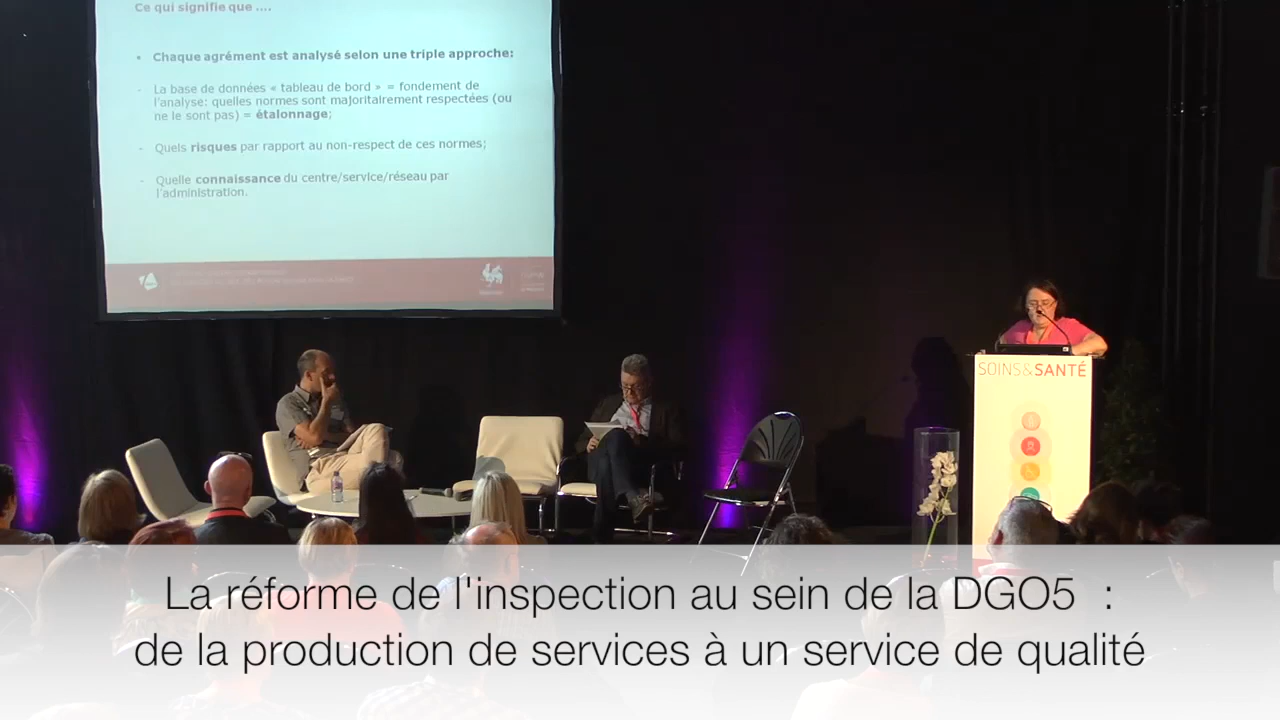 Ce qui signifie que ....
• Chaque agrément est analysé selon une triple approche:
- La base de données « tableau de bord » = fondement de
l'analyse: quelles normes sont majoritairement respectées (ou
ne le sont pas) = étalonnage;
- Quels risques par rapport au non-respect de ces normes;
- Quelle connaissance du centre/service/réseau par
l'administration.
SOINS&SANTÉ
La réforme de l'inspection au sein de la DGO5 :
de la production de services à un service de qualité